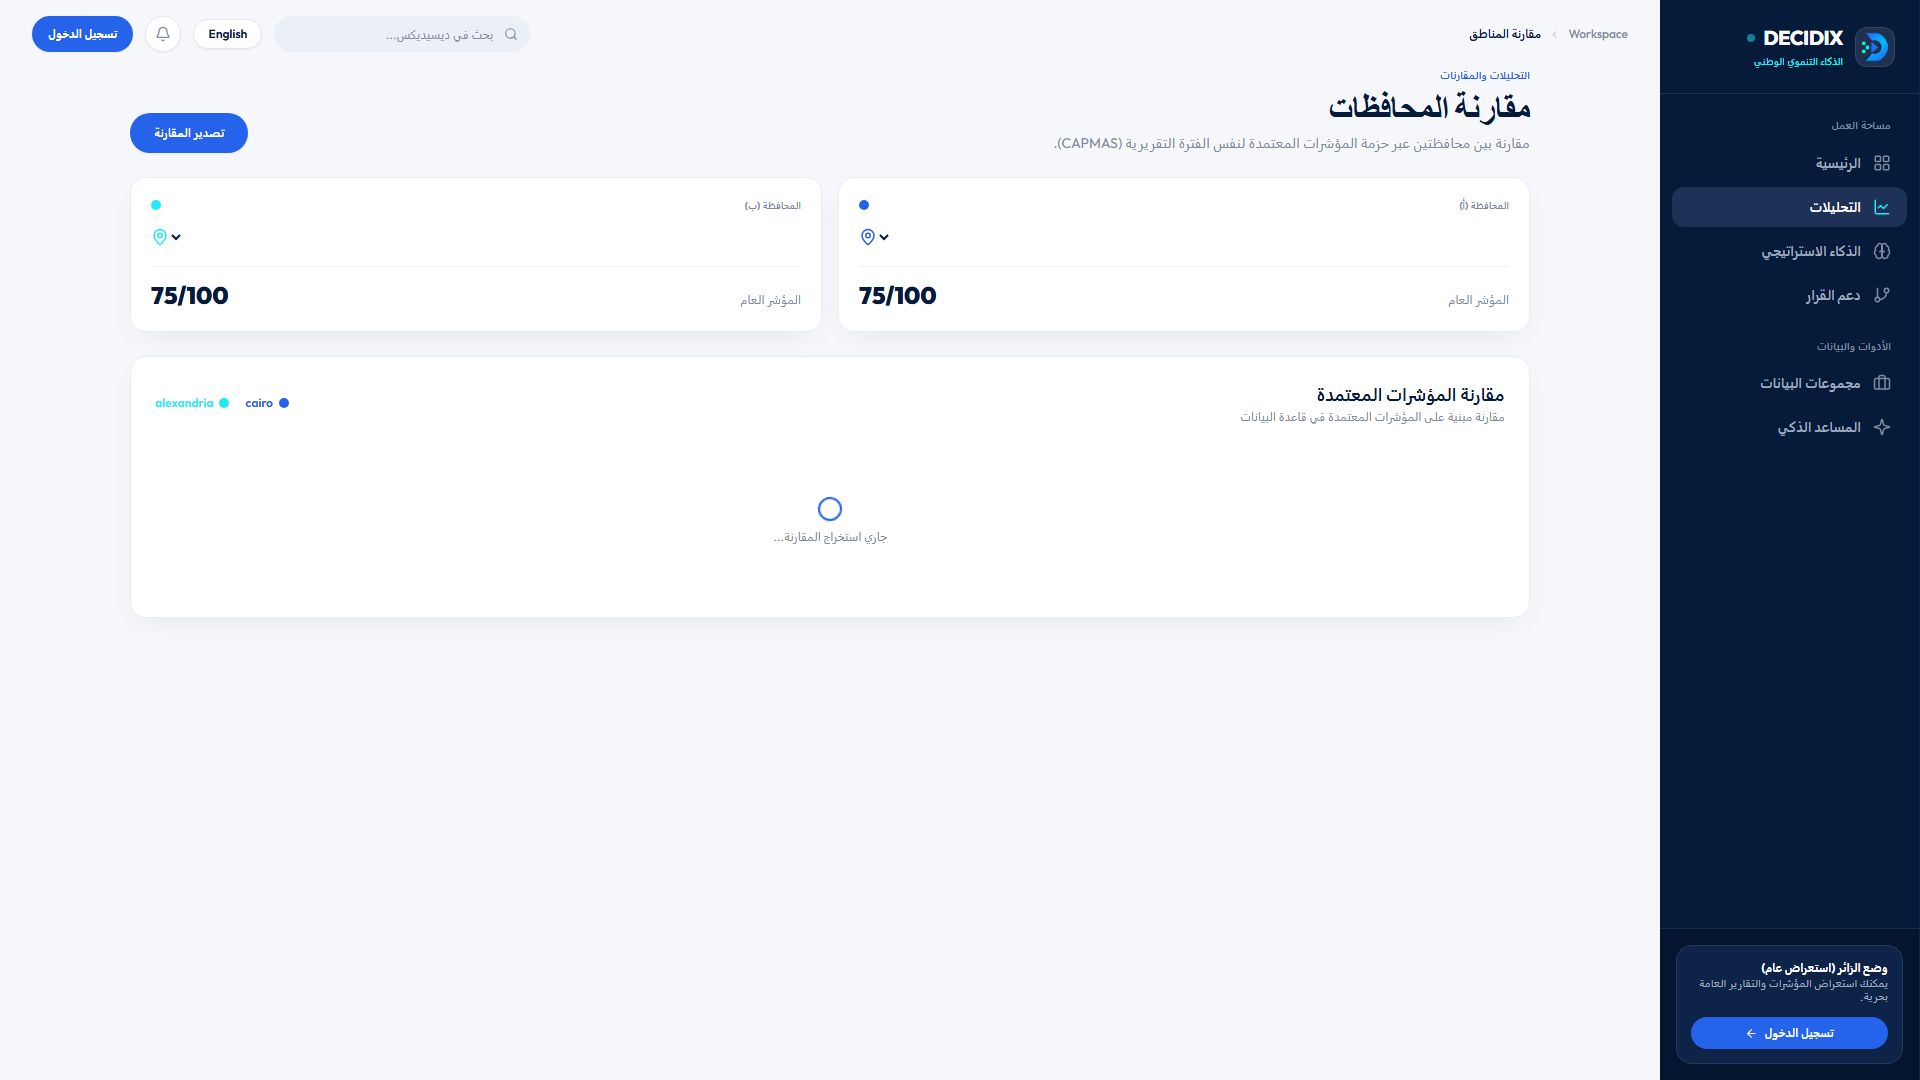 DECIDIX
الذكاء التنموي الوطني
مساحة العمل
الرئيسية
التحليلات
الذكاء الاستراتيجي
دعم القرار
الأدوات والبيانات
مجموعات البيانات
المساعد الذكي
وضع الزائر (استعراض عام)
يمكنك استعراض المؤشرات والتقارير العامة
بحرية.
تسجيل الدخول
Workspace
مقارنة المناطق
بحث في ديسيديكس...
English
تسجيل الدخول
التحليلات والمقارنات
مقارنة المحافظات
مقارنة بين محافظتين عبر حزمة المؤشرات المعتمدة لنفس الفترة التقريرية (CAPMAS).
تصدير المقارنة
المحافظة (أ)
المؤشر العام
75/100
المحافظة (ب)
المؤشر العام
75/100
مقارنة المؤشرات المعتمدة
مقارنة مبنية على المؤشرات المعتمدة في قاعدة البيانات
cairo
alexandria
جاري استخراج المقارنة...